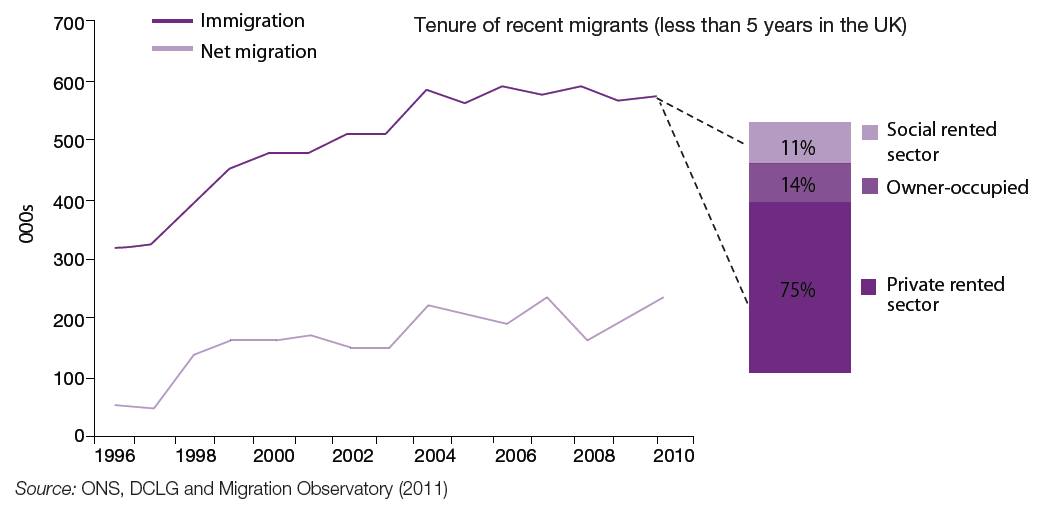 Tenure of recent migrants (less than 5 years in the UK)
Immigration
Net migration
700
600
500
400
300
200
100
0
000s
1996 1998 2000 2002 2004 2006 2008 2010
11%
14%
75%
Social rented
sector
Owner-occupied
Private rented
sector
Source: ONS, DCLG and Migration Observatory (2011)